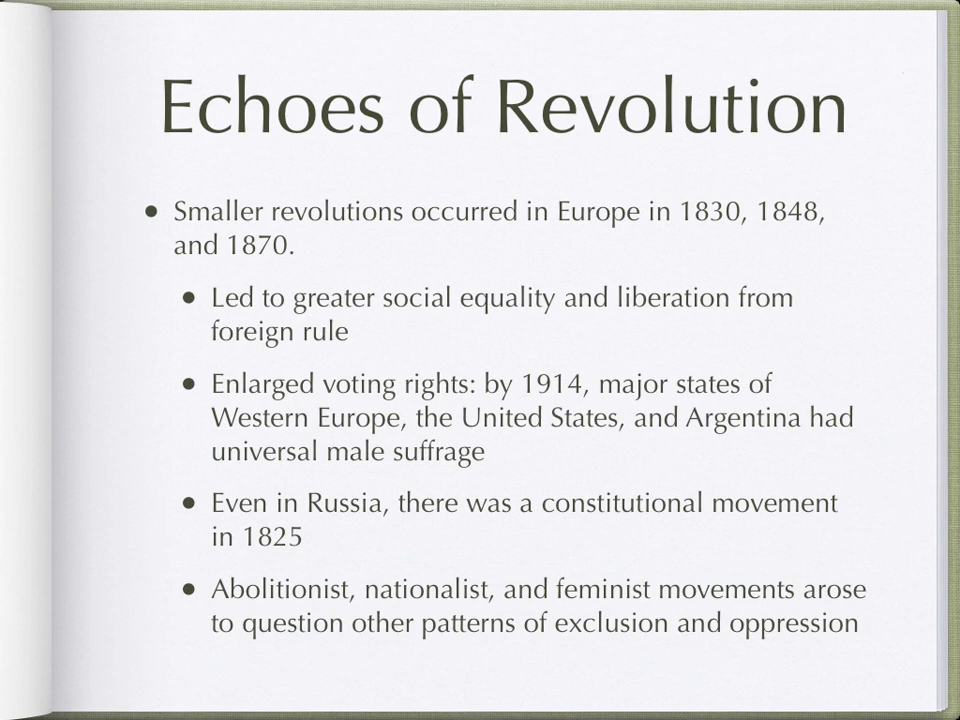 Echoes of Revolution
• Smaller revolutions occurred in Europe in 1830, 1848,
and 1870.
• Led to greater social equality and liberation from
foreign rule
• Enlarged voting rights: by 1914, major states of
Western Europe, the United States, and Argentina had
universal male suffrage
• Even in Russia, there was a constitutional movement
in 1825
• Abolitionist, nationalist, and feminist movements arose
to question other patterns of exclusion and oppression